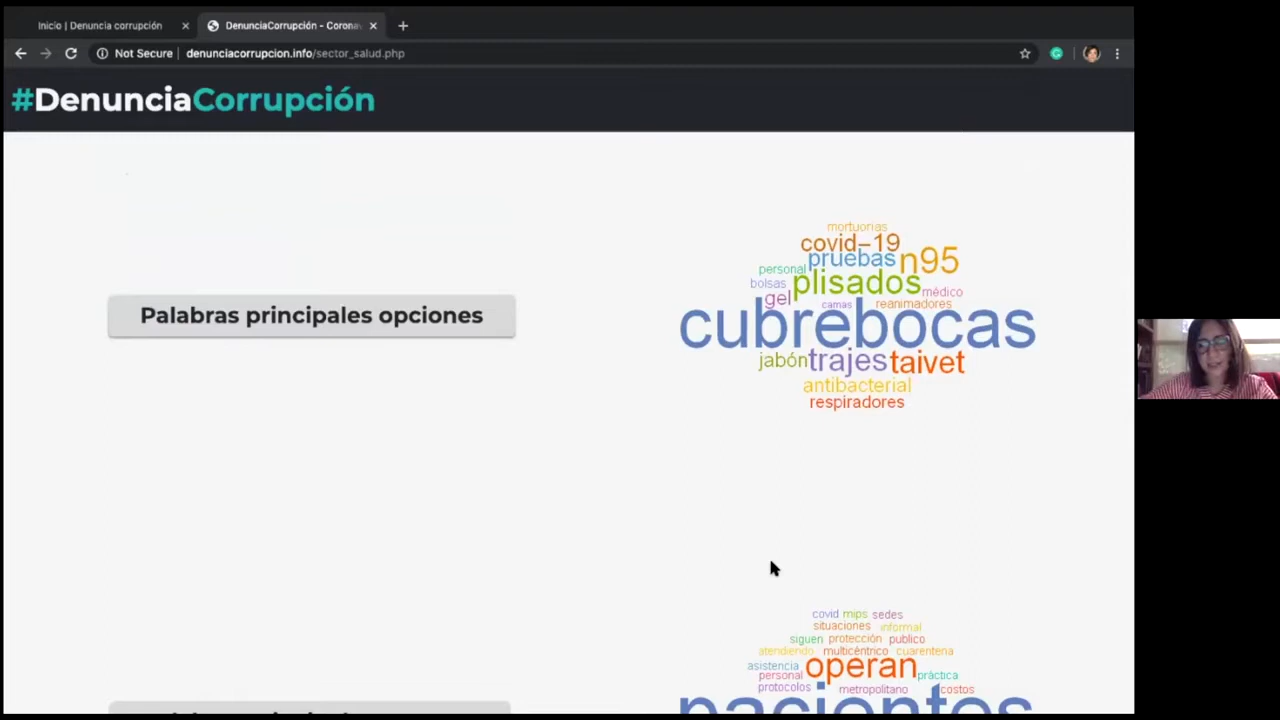 Inicio | Denuncia corrupción
DenunciaCorrupción - Corona
Not Secure
denunciacorrupcion.info/sector_salud.php
#DenunciaCorrupción
Palabras principales opciones
mortuorias
covid-19
pruebas
n95
personal
plisados
bolsas
médico
gel
camas
reanimadores
cubrebocas
jabón
trajes
taivet
antibacterial
respiradores
covid mips sedes
situaciones informal
siguen protección publico
atendiendo multicéntrico cuarentena
asistencia operan
personal práctica
protocolos metropolitano costos
pacientes